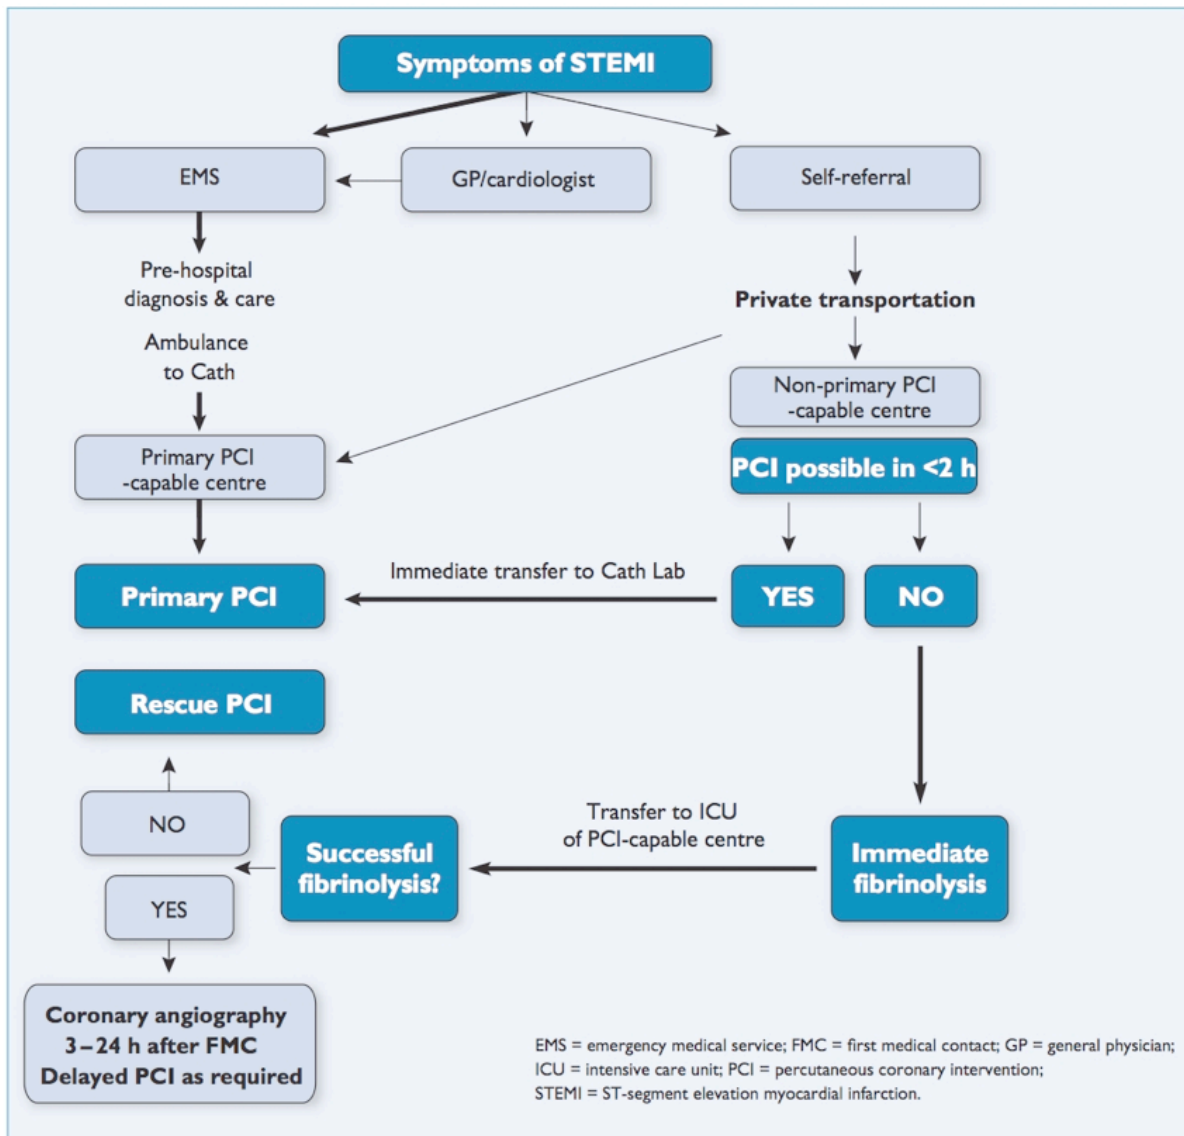 Symptoms of STEMI
EMS
GP/cardiologist
Self-referral
Pre-hospital
diagnosis & care
Private transportation
Ambulance
to Cath
Non-primary PCI
-capable centre
Primary PCI
-capable centre
PCI possible in <2 h
Immediate transfer to Cath Lab
Primary PCI
YES
NO
Rescue PCI
NO
Transfer to ICU
of PCI-capable centre
Successful
fibrinolysis?
Immediate
fibrinolysis
YES
Coronary angiography
3–24 h after FMC
Delayed PCI as required
EMS = emergency medical service; FMC = first medical contact; GP = general physician;
ICU = intensive care unit; PCI = percutaneous coronary intervention;
STEMI = ST-segment elevation myocardial infarction.